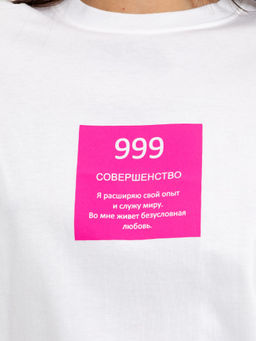 999
СОВЕРШЕНСТВО
Я расширяю свой опыт
и служу миру.
Во мне живет безусловная
любовь.